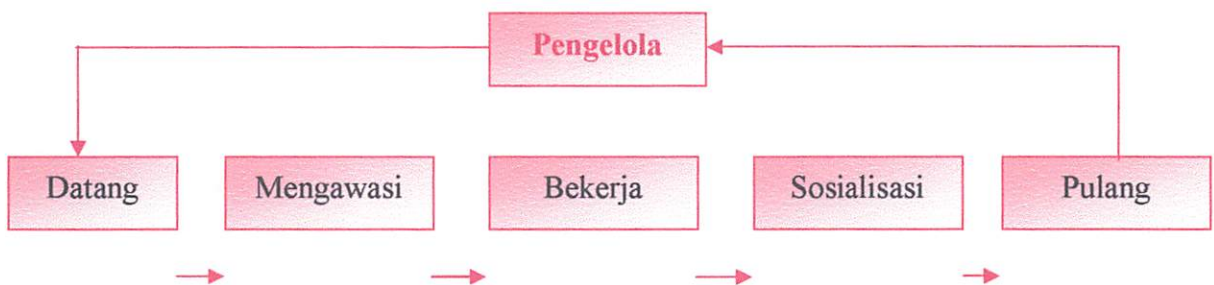 Pengelola
Datang
Mengawasi
Bekerja
Sosialisasi
Pulang